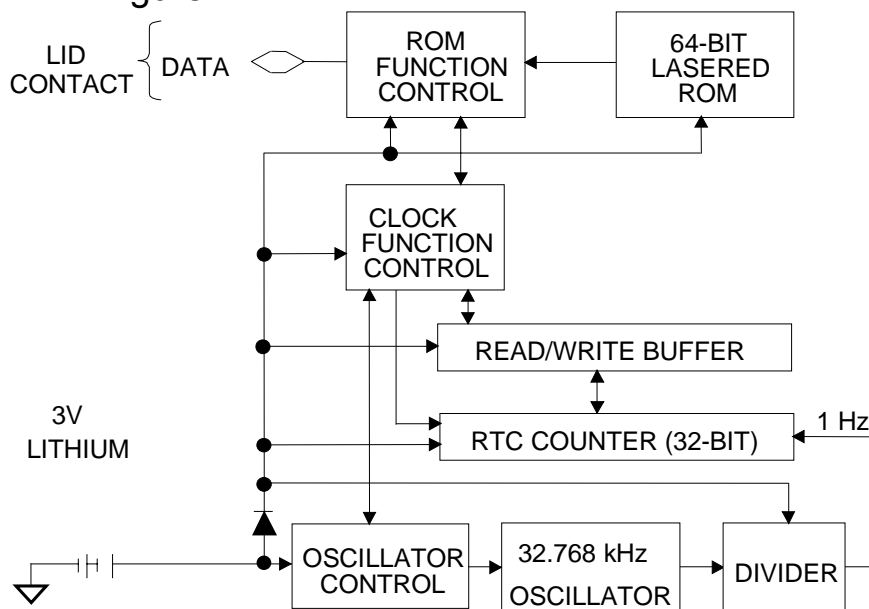 LID
CONTACT
DATA
ROM
FUNCTION
CONTROL
64-BIT
LASERED
ROM
CLOCK
FUNCTION
CONTROL
READ/WRITE BUFFER
3V
LITHIUM
RTC COUNTER (32-BIT)
1 Hz
OSCILLATOR
CONTROL
32.768 kHz
OSCILLATOR
DIVIDER